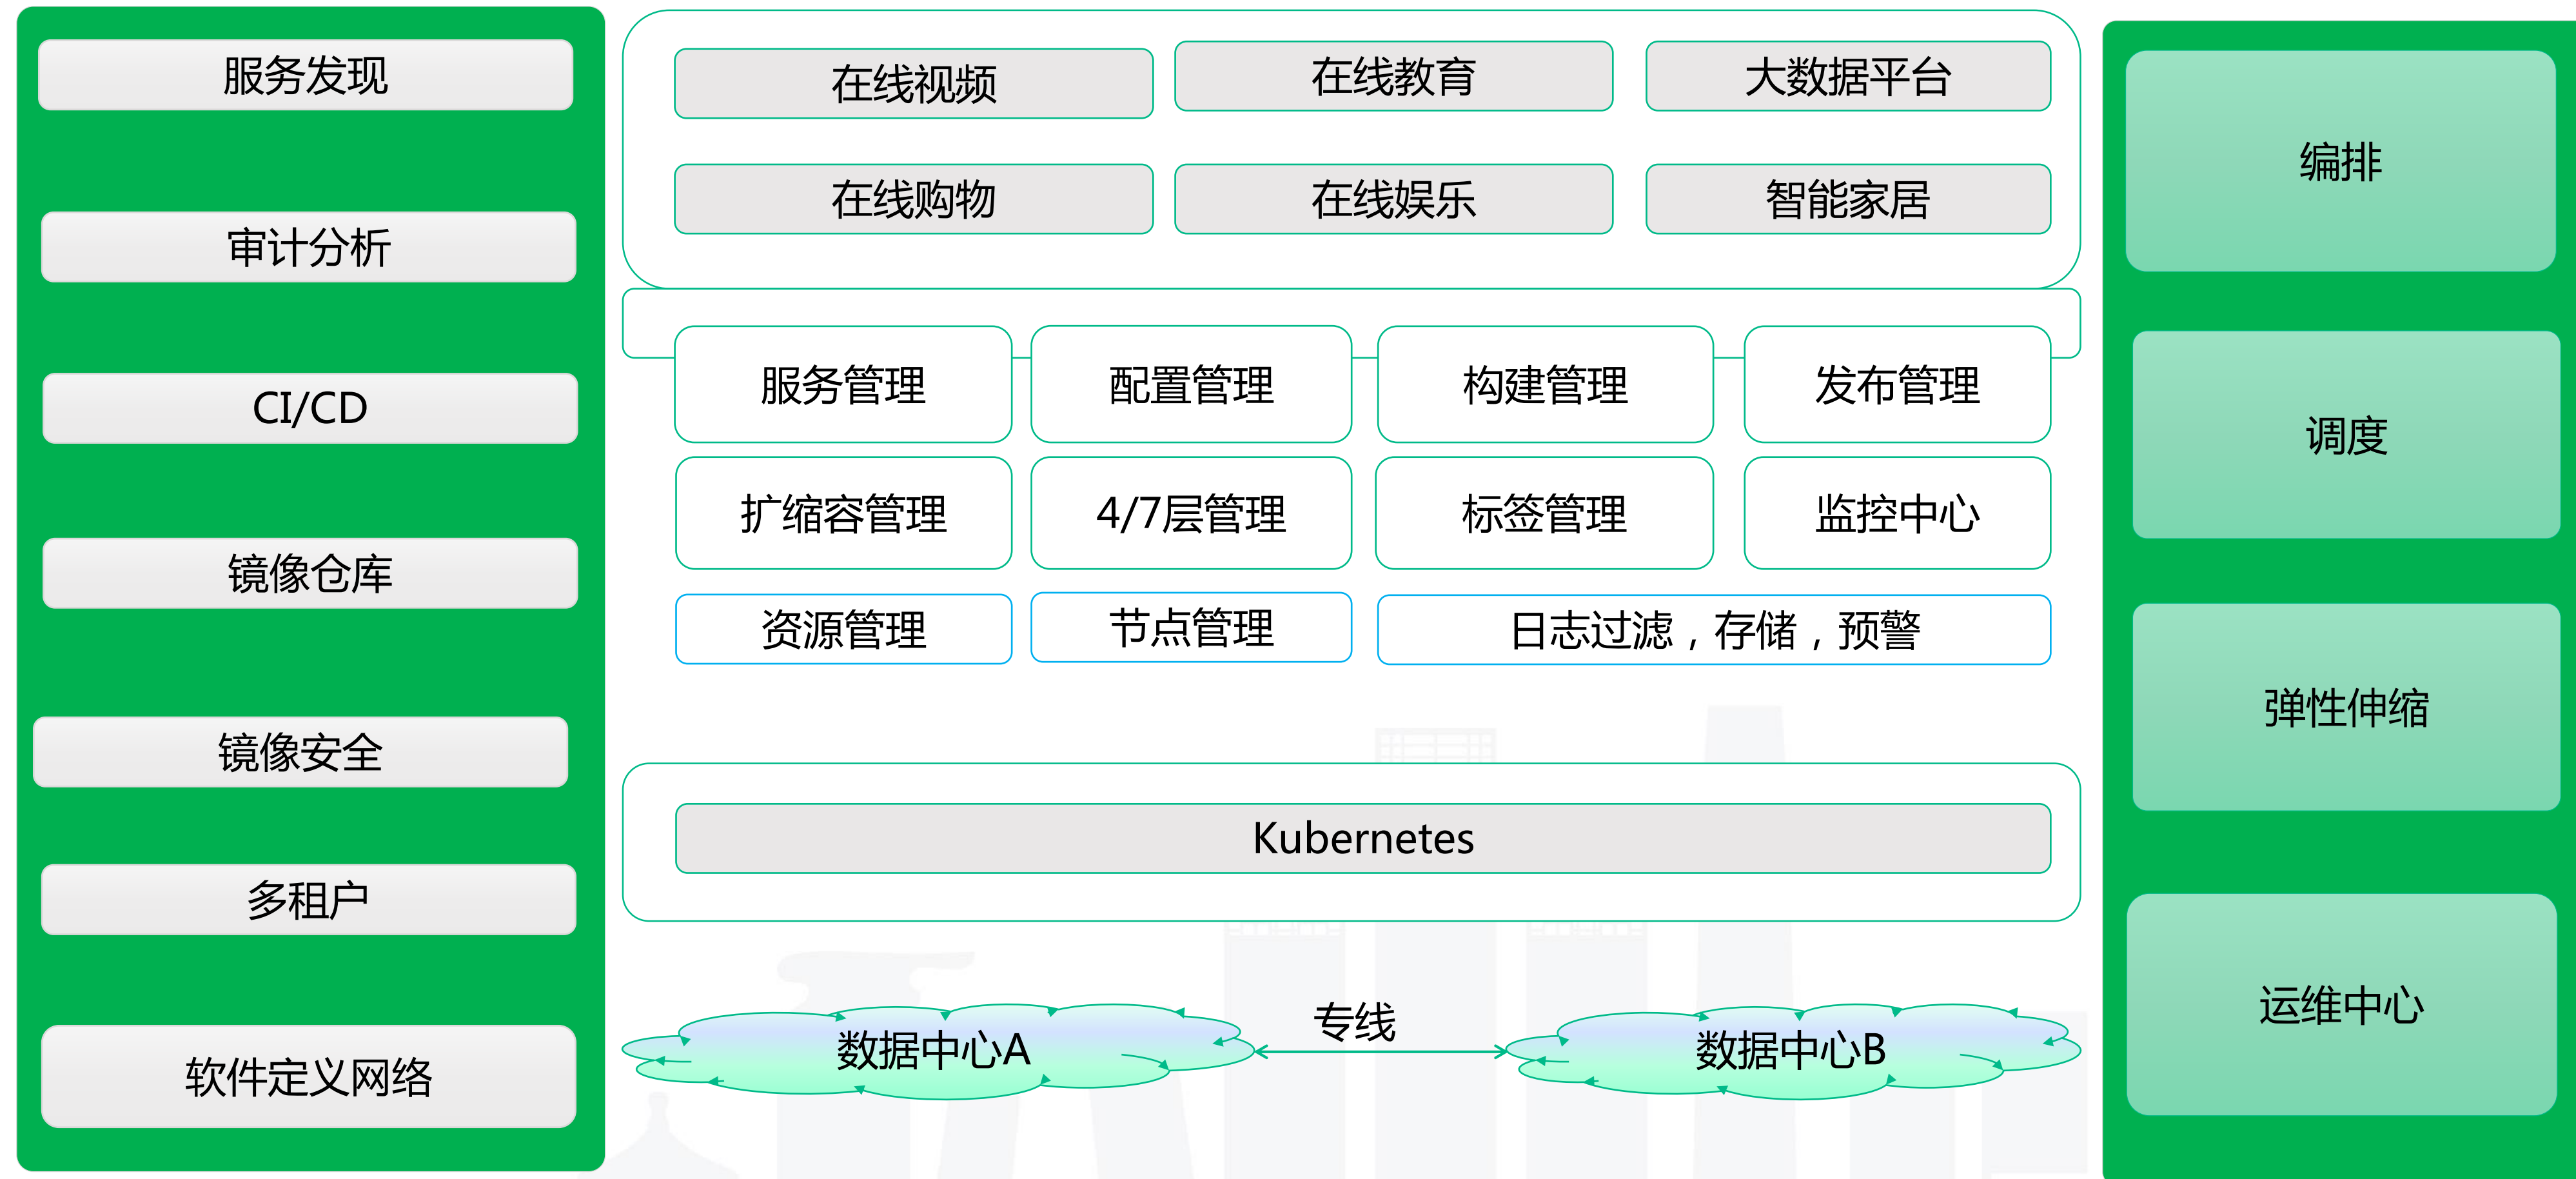 服务发现
审计分析
CI/CD
镜像仓库
镜像安全
多租户
软件定义网络
在线视频
在线教育
大数据平台
在线购物
在线娱乐
智能家居
服务管理
配置管理
构建管理
发布管理
扩缩容管理
4/7层管理
标签管理
监控中心
资源管理
节点管理
日志过滤，存储，预警
Kubernetes
数据中心A
专线
数据中心B
编排
调度
弹性伸缩
运维中心